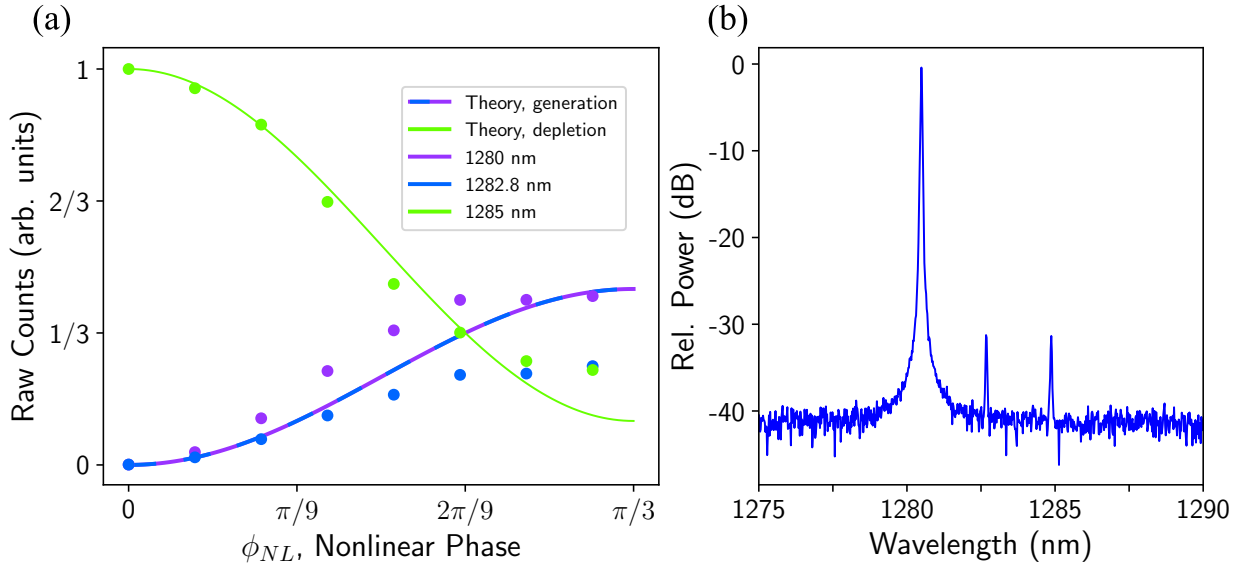 (a)
Raw Counts (arb. units)
1
2/3
1/3
0
Theory, generation
Theory, depletion
1280 nm
1282.8 nm
1285 nm
0
π/9
2π/9
π/3
ϕ_NL, Nonlinear Phase
(b)
Rel. Power (dB)
0
-10
-20
-30
-40
1275
1280
1285
1290
Wavelength (nm)